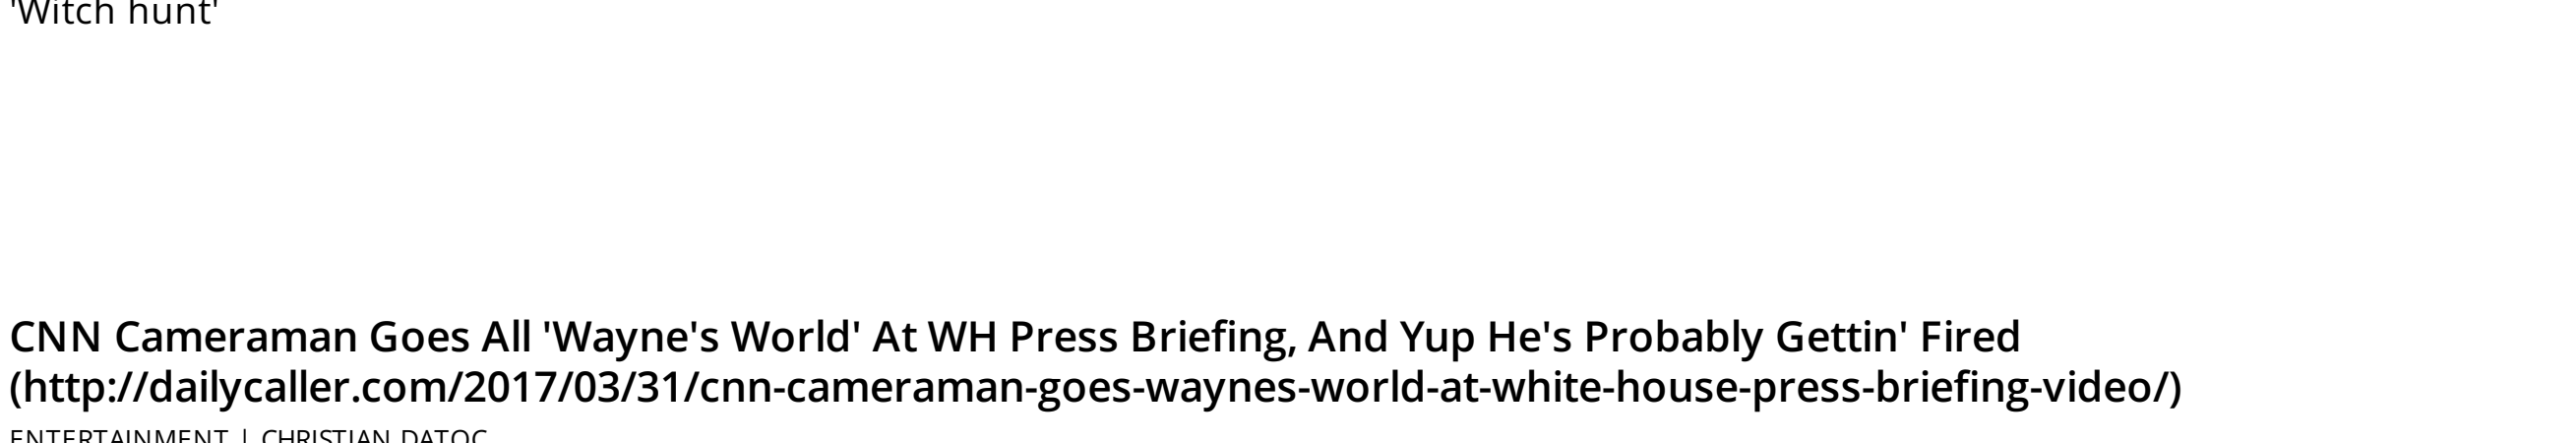 'Witch hunt'
CNN Cameraman Goes All 'Wayne's World' At WH Press Briefing, And Yup He's Probably Gettin' Fired
(http://dailycaller.com/2017/03/31/cnn-cameraman-goes-waynes-world-at-white-house-press-briefing-video/)
ENTERTAINMENT | CHRISTIAN DATOC